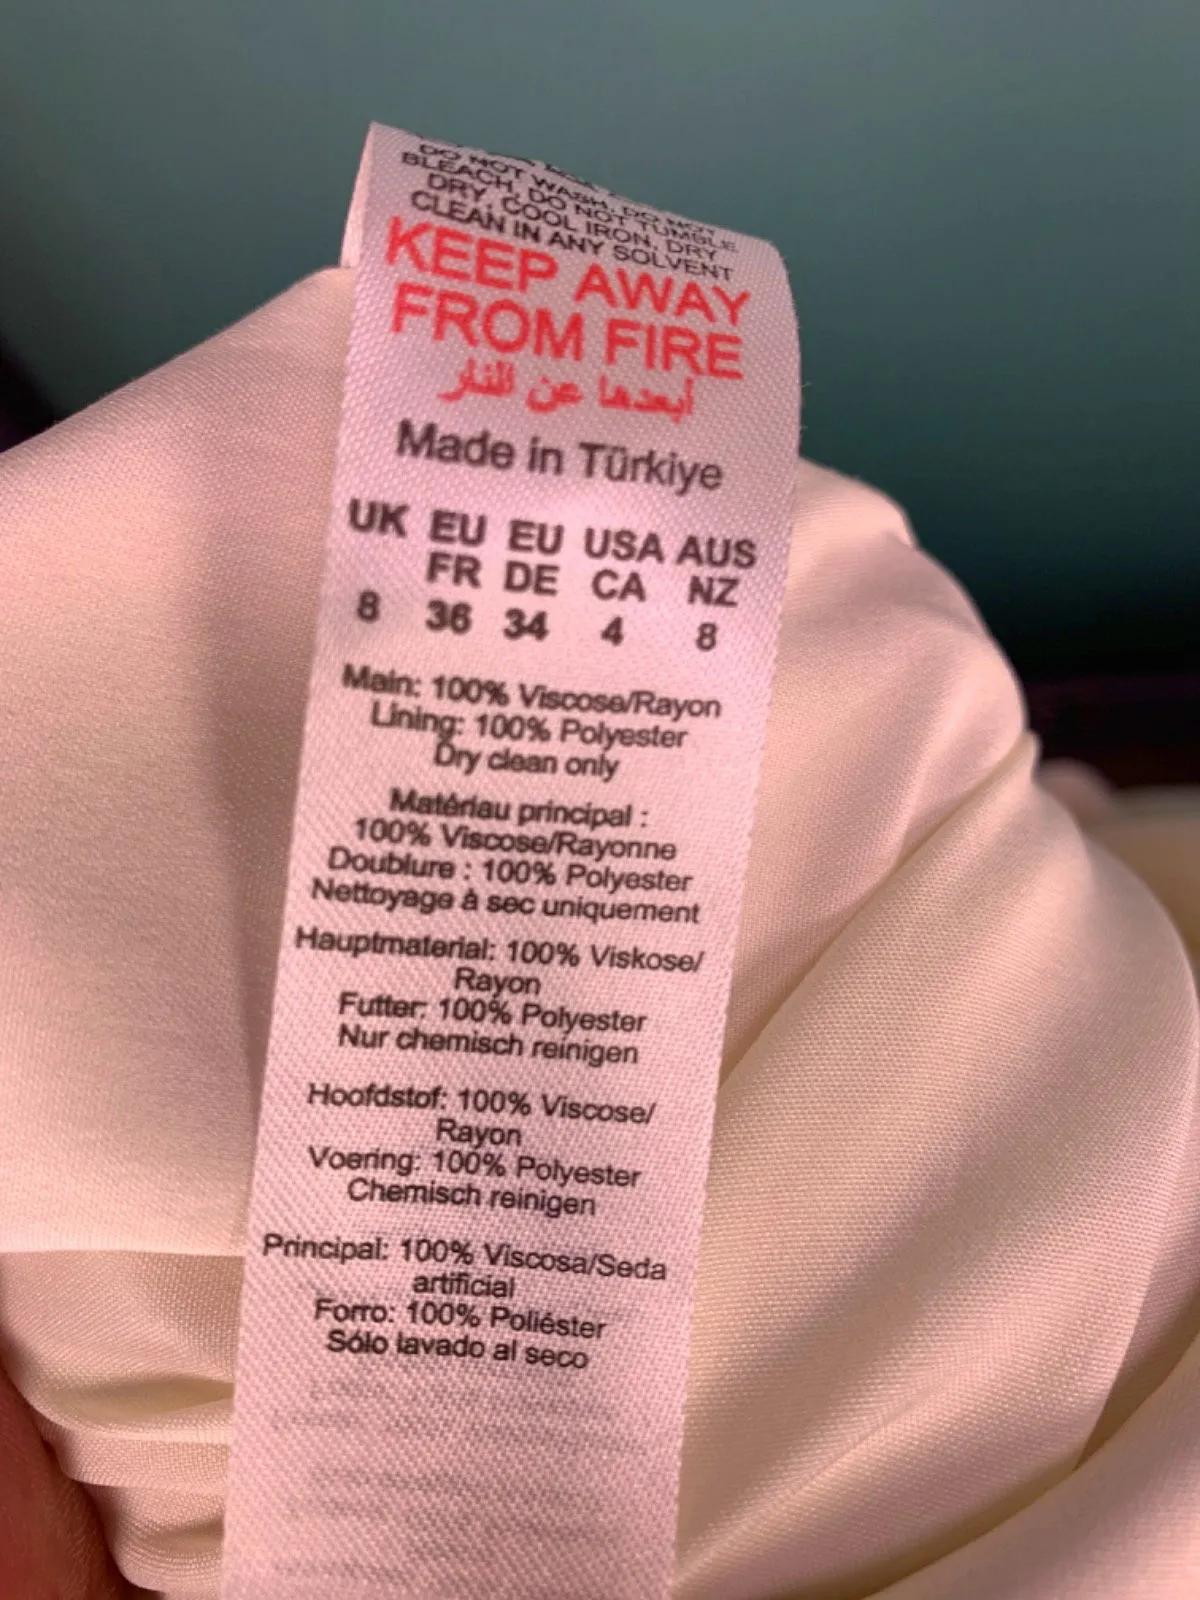 DO NOT WASH, DO NOT
BLEACH, DO NOT TUMBLE
DRY, COOL IRON, DRY
CLEAN IN ANY SOLVENT
KEEP AWAY
FROM FIRE
أبعدها عن النار
Made in Türkiye
UK EU EU USA AUS
FR DE CA NZ
8 36 34 4 8
Main: 100% Viscose/Rayon
Lining: 100% Polyester
Dry clean only
Matériau principal :
100% Viscose/Rayonne
Doublure : 100% Polyester
Nettoyage à sec uniquement
Hauptmaterial: 100% Viskose/
Rayon
Futter: 100% Polyester
Nur chemisch reinigen
Hoofdstof: 100% Viscose/
Rayon
Voering: 100% Polyester
Chemisch reinigen
Principal: 100% Viscosa/Seda
artificial
Forro: 100% Poliéster
Sólo lavado al seco